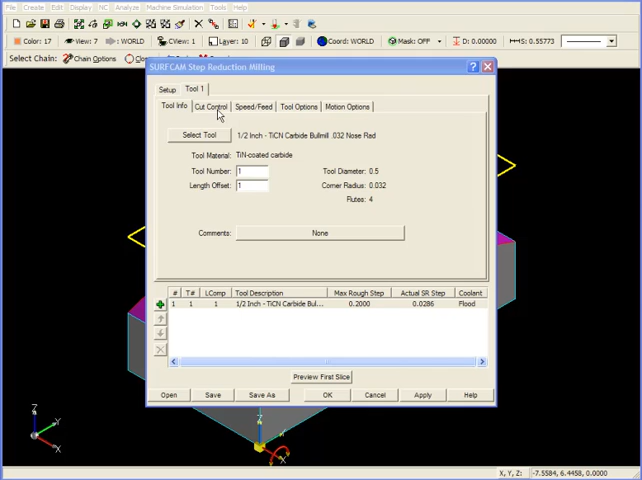 File Create Edit Display NC Analyze Machine Simulation Tools Help
Color: 17 View: 7 : WORLD CView: 1 Layer: 10 Coord: WORLD Mask: OFF D: 0.00000 S: 0.55773
Select Chain: Chain Options
SURFCAM Step Reduction Milling
Setup Tool 1
Tool Info Cut Control Speed/Feed Tool Options Motion Options
Select Tool 1/2 Inch - TiCN Carbide Bullmill .032 Nose Rad
Tool Material: TiN-coated carbide
Tool Number: 1 Tool Diameter: 0.5
Length Offset: 1 Corner Radius: 0.032
Flutes: 4
Comments: None
# T# LComp Tool Description Max Rough Step Actual SR Step Coolant
1 1 1 1/2 Inch - TiCN Carbide Bul... 0.2000 0.0286 Flood
Preview First Slice
Open Save Save As OK Cancel Apply Help
Z Y X
Z X
X, Y, Z: -7.5584, 6.4458, 0.0000